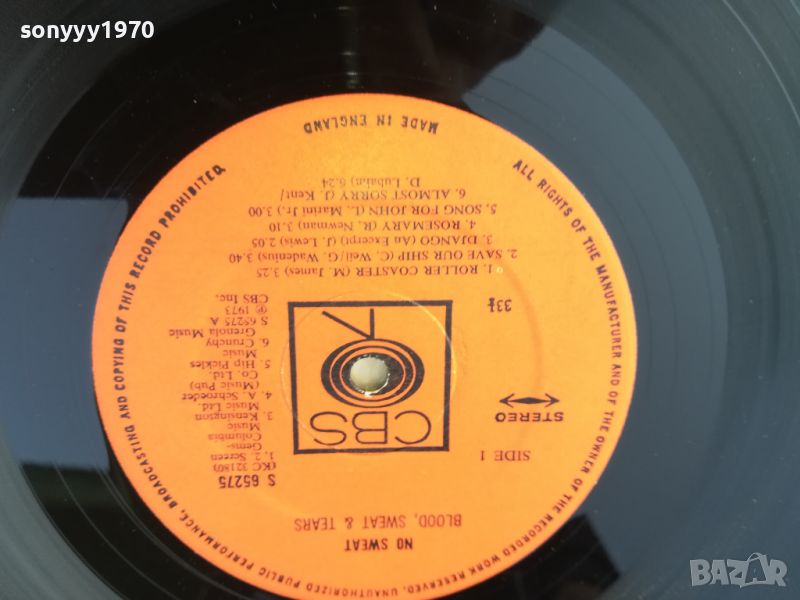 sonyyy1970
NO SWEAT
BLOOD, SWEAT & TEARS
S 65275
(KC 32180)
SIDE 1
1, 2. Screen
Gems-
Columbia
Music
3. Kensington
Music Ltd.
4. A. Schroeder
(Music Pub)
Co. Ltd.
5. Hip Pickles
Music
6. Crunchy
Grenola Music
CBS
STEREO
S 65275 A
℗ 1973
CBS Inc.
33⅓
1. ROLLER COASTER (M. James) 3.25
2. SAVE OUR SHIP (C. Weil/G. Wadenius) 3.40
3. DJANGO (An Excerpt) (J. Lewis) 2.05
4. ROSEMARY (R. Newman) 3.10
5. SONG FOR JOHN (L. Marini Jr.) 3.00
6. ALMOST SORRY (J. Kent/
D. Lubahn) 6.24
MADE IN ENGLAND
ALL RIGHTS OF THE MANUFACTURER AND OF THE OWNER OF THE RECORDED WORK RESERVED. UNAUTHORIZED PUBLIC PERFORMANCE, BROADCASTING AND COPYING OF THIS RECORD PROHIBITED.
BAZAR